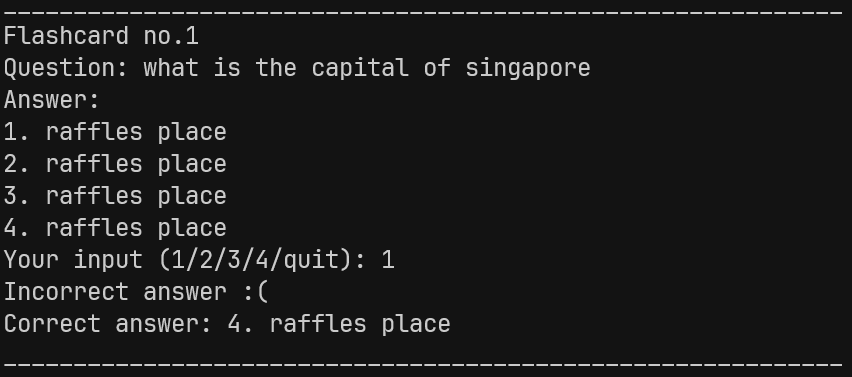 ____________________________________________________________
Flashcard no.1
Question: what is the capital of singapore
Answer:
1. raffles place
2. raffles place
3. raffles place
4. raffles place
Your input (1/2/3/4/quit): 1
Incorrect answer :(
Correct answer: 4. raffles place
____________________________________________________________